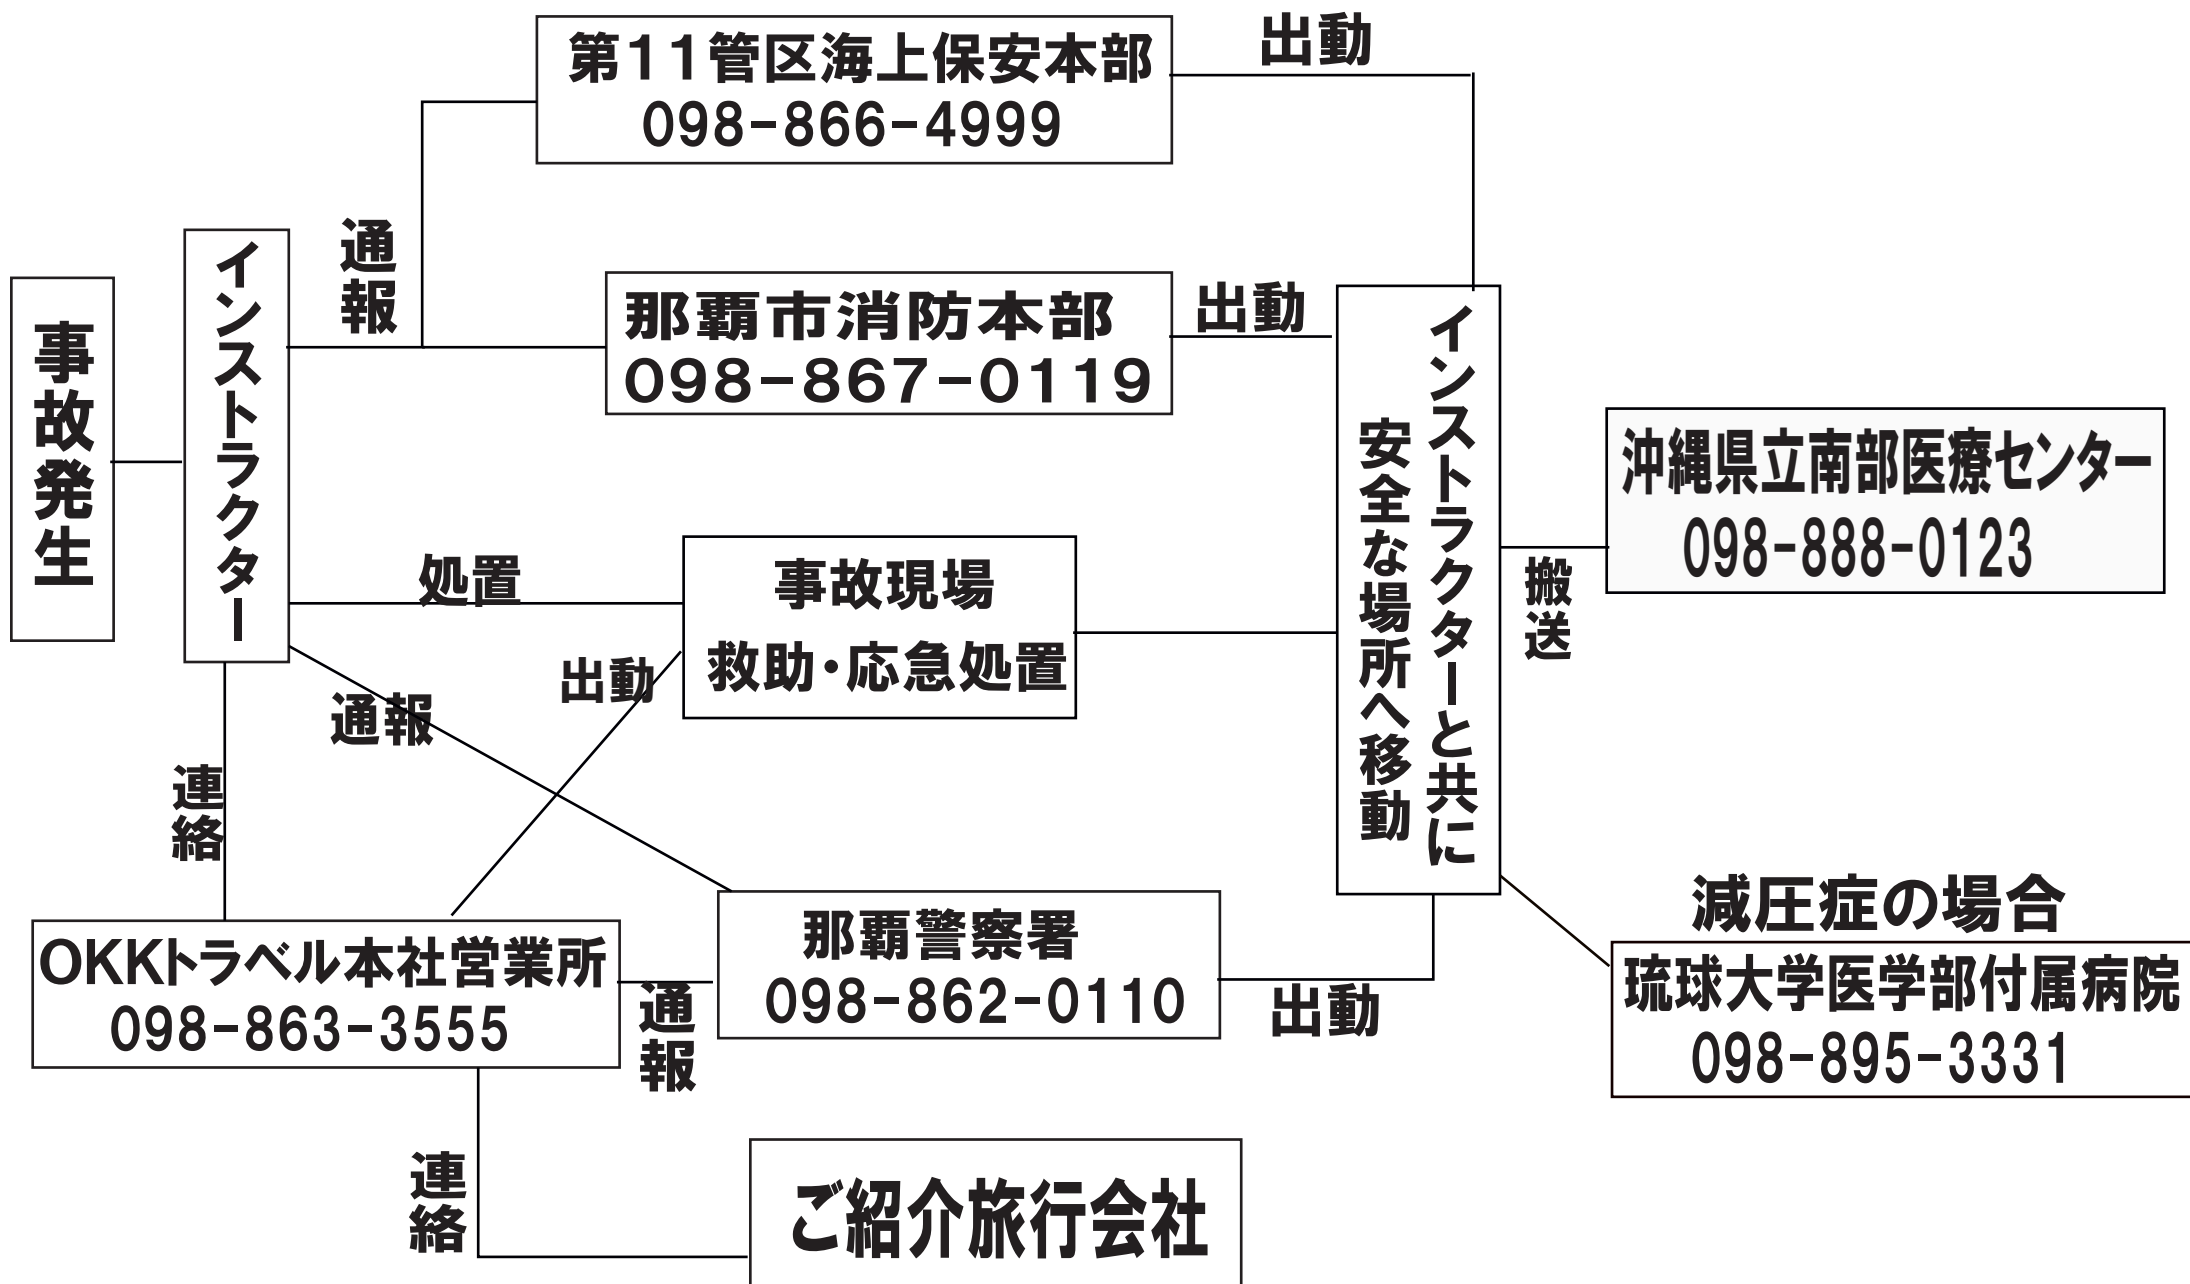 第11管区海上保安本部
098-866-4999
出動
通報
事故発生
インストラクター
那覇市消防本部
098-867-0119
出動
インストラクターと共に
安全な場所へ移動
沖縄県立南部医療センター
098-888-0123
搬送
処置
事故現場
救助・応急処置
出動
通報
連絡
減圧症の場合
琉球大学医学部付属病院
098-895-3331
OKKトラベル本社営業所
098-863-3555
通報
那覇警察署
098-862-0110
出動
連絡
ご紹介旅行会社